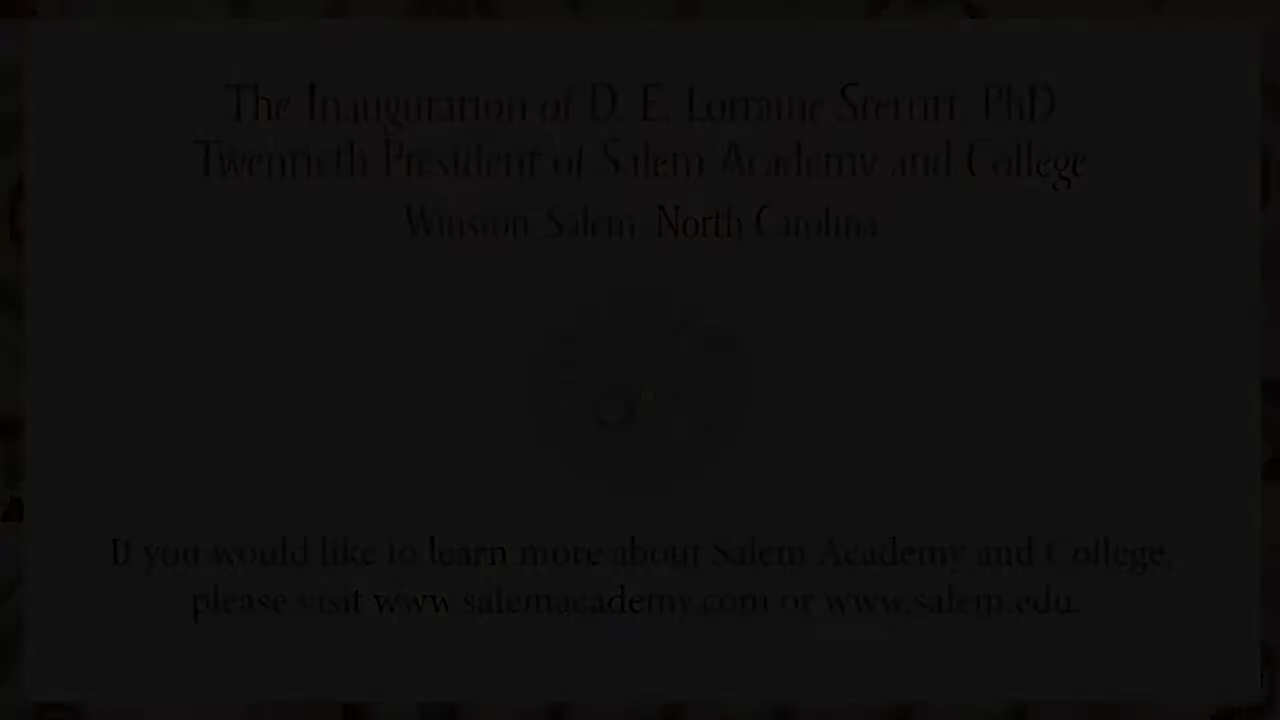 The Inauguration of D. E. Lorraine Sterritt, PhD
Twentieth President of Salem Academy and College
Winston-Salem, North Carolina
If you would like to learn more about Salem Academy and College,
please visit www.salemacademy.com or www.salem.edu.